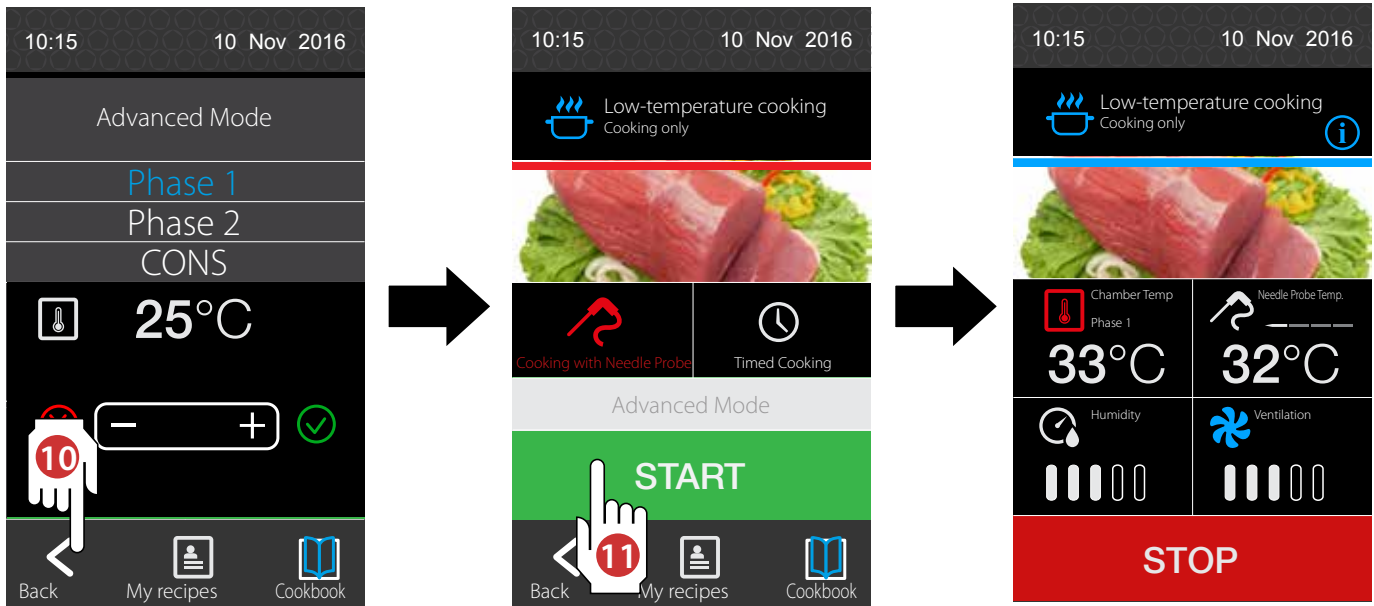 10:15 10 Nov 2016
Advanced Mode
Phase 1
Phase 2
CONS
25°C
− +
10
Back My recipes Cookbook
10:15 10 Nov 2016
Low-temperature cooking
Cooking only
Cooking with Needle Probe Timed Cooking
Advanced Mode
START
11
Back My recipes Cookbook
10:15 10 Nov 2016
Low-temperature cooking
Cooking only
i
Chamber Temp Needle Probe Temp.
Phase 1
33°C 32°C
Humidity Ventilation
STOP